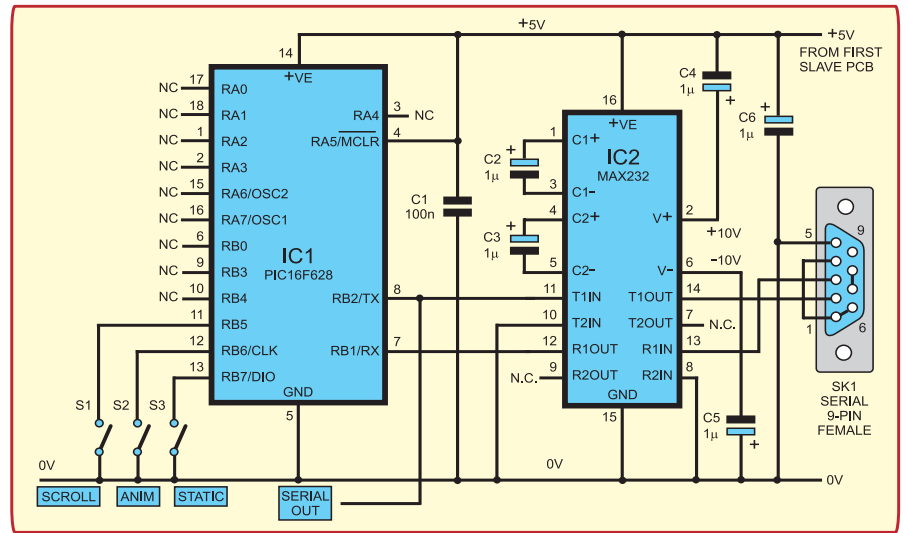 +5V
+5V
FROM FIRST
SLAVE PCB
14
+VE
NC 17 RA0
NC 18 RA1
NC 1 RA2
NC 2 RA3
NC 15 RA6/OSC2
NC 16 RA7/OSC1
NC 6 RB0
NC 9 RB3
NC 10 RB4
11 RB5
12 RB6/CLK
13 RB7/DIO
RA4 3 NC
RA5/MCLR 4
IC1
PIC16F628
RB2/TX 8
RB1/RX 7
GND
5
C1
100n
C2
1µ
+
C3
1µ
+
16
+VE
1 C1+
IC2
MAX232
3 C1-
4 C2+
5 C2-
11 T1IN
10 T2IN
12 R1OUT
N.C. 9 R2OUT
V+ 2
+10V
-10V
V- 6
T1OUT 14
T2OUT 7 N.C.
R1IN 13
R2IN 8
GND
15
C4
1µ
+
C6
1µ
+
C5
1µ
+
5
9
1
6
SK1
SERIAL
9-PIN
FEMALE
S1 S2 S3
0V
0V
0V
SCROLL
ANIM
STATIC
SERIAL
OUT